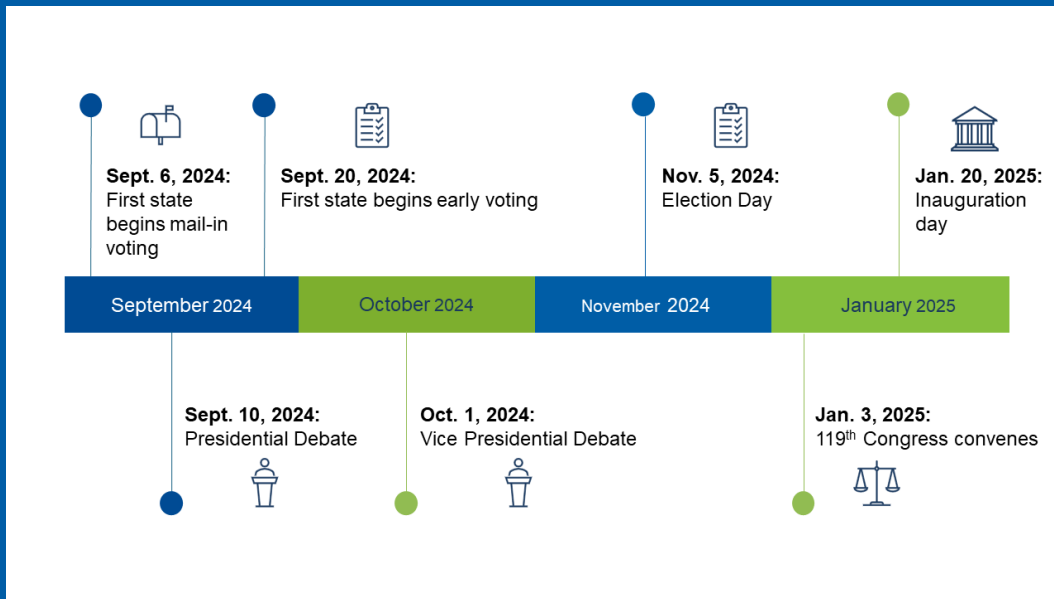 Sept. 6, 2024:
First state
begins mail-in
voting
Sept. 20, 2024:
First state begins early voting
Nov. 5, 2024:
Election Day
Jan. 20, 2025:
Inauguration
day
September 2024
October 2024
November 2024
January 2025
Sept. 10, 2024:
Presidential Debate
Oct. 1, 2024:
Vice Presidential Debate
Jan. 3, 2025:
119th Congress convenes